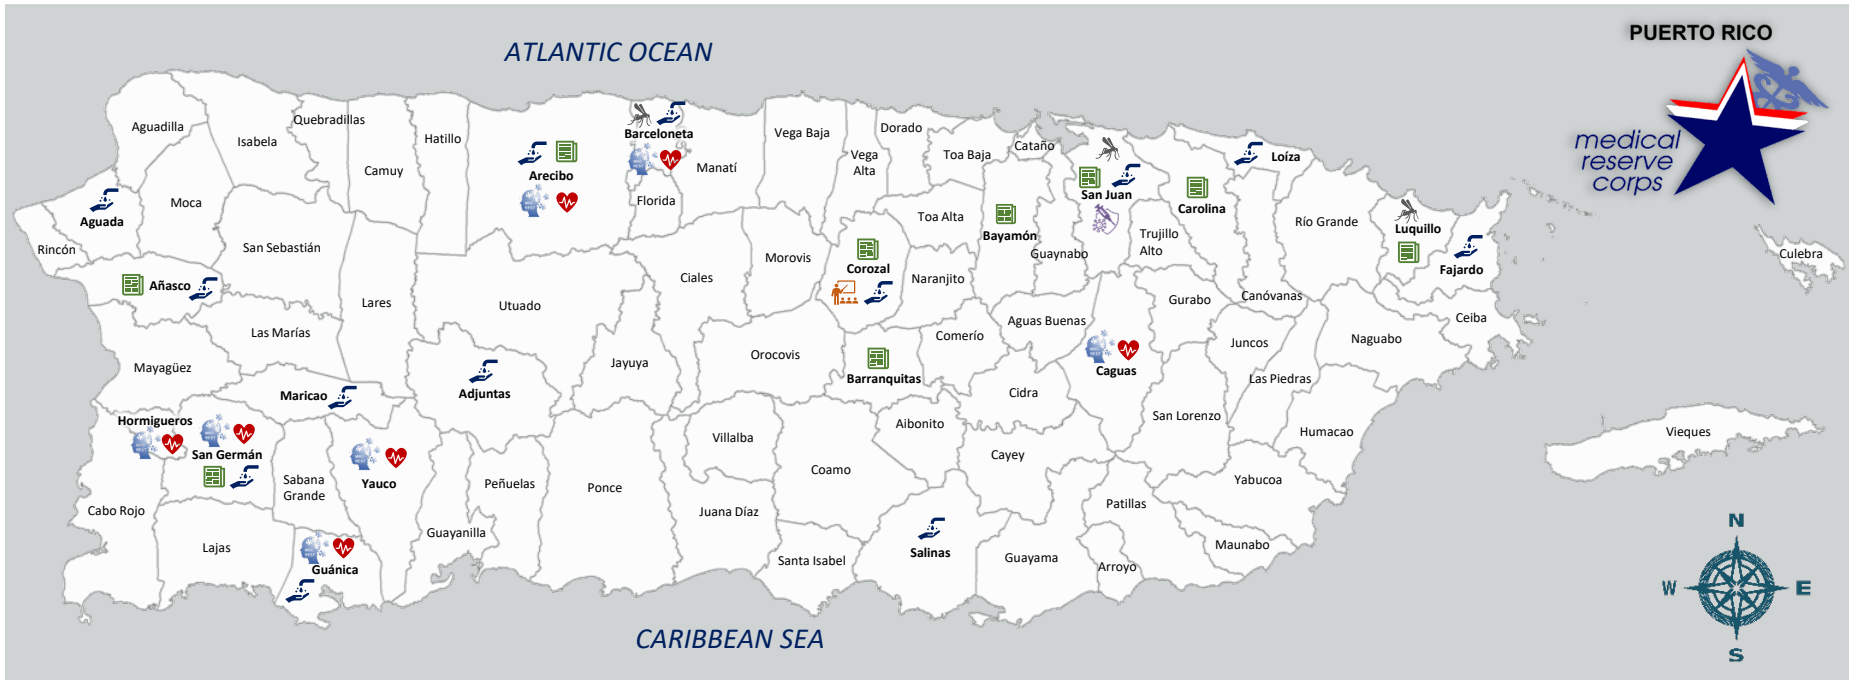 PUERTO RICO
ATLANTIC OCEAN
medical
reserve
corps
Aguadilla
Isabela
Quebradillas
Camuy
Hatillo
Arecibo
Barceloneta
Manatí
Florida
Vega Baja
Vega
Alta
Dorado
Toa Baja
Cataño
San Juan
Carolina
Loíza
Río Grande
Luquillo
Fajardo
Culebra
Aguada
Moca
Rincón
San Sebastián
Añasco
Lares
Utuado
Ciales
Morovis
Corozal
Toa Alta
Naranjito
Bayamón
Guaynabo
Trujillo
Alto
Canóvanas
Gurabo
Ceiba
Naguabo
Las Marías
Mayagüez
Maricao
Adjuntas
Jayuya
Orocovis
Barranquitas
Comerío
Aguas Buenas
Caguas
Cidra
Juncos
Las Piedras
San Lorenzo
Humacao
Vieques
Hormigueros
San Germán
Sabana
Grande
Yauco
Cabo Rojo
Lajas
Guánica
Guayanilla
Peñuelas
Ponce
Villalba
Juana Díaz
Coamo
Aibonito
Cayey
Santa Isabel
Salinas
Guayama
Patillas
Arroyo
Yabucoa
Maunabo
CARIBBEAN SEA
N
W
E
S